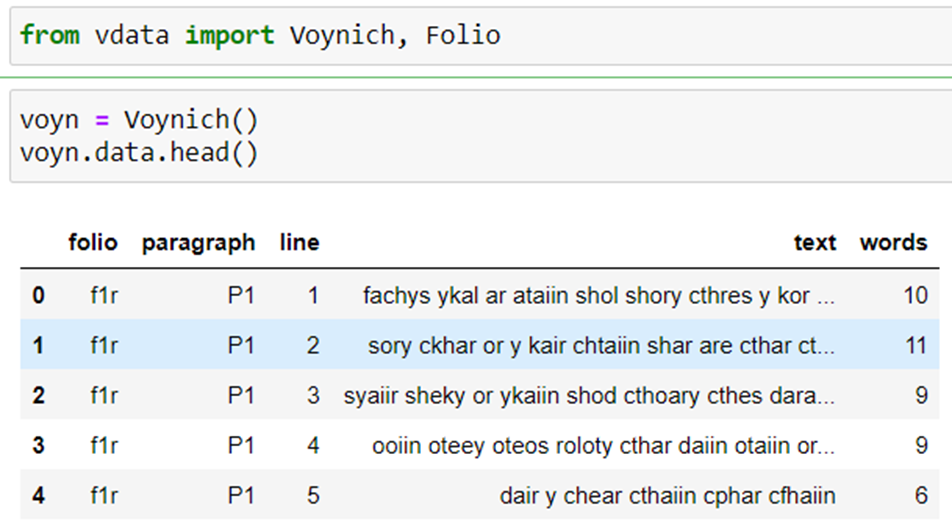 from vdata import Voynich, Folio
voyn = Voynich()
voyn.data.head()
folio paragraph line text words
0 f1r P1 1 fachys ykal ar ataiin shol shory cthres y kor ... 10
1 f1r P1 2 sory ckhar or y kair chtaiin shar are cthar ct... 11
2 f1r P1 3 syaiir sheky or ykaiin shod cthoary cthes dara... 9
3 f1r P1 4 ooiin oteey oteos roloty cthar daiin otaiin or... 9
4 f1r P1 5 dair y chear cthaiin cphar cfhaiin 6